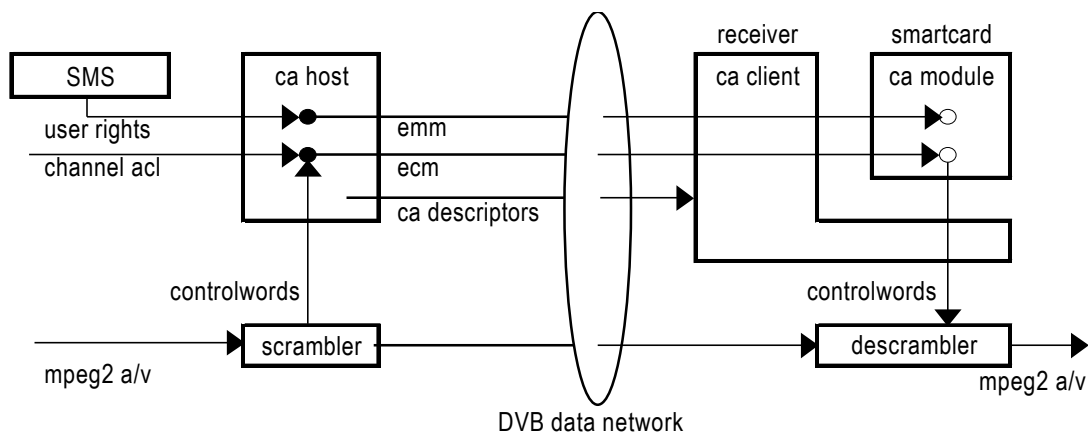 receiver
smartcard
SMS
ca host
ca client
ca module
user rights
emm
channel acl
ecm
ca descriptors
controlwords
controlwords
scrambler
descrambler
mpeg2 a/v
mpeg2 a/v
DVB data network